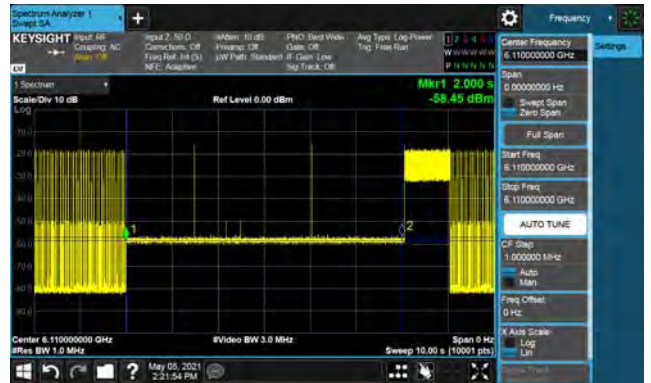 Spectrum Analyzer 1
Swept SA
+
Frequency
KEYSIGHT
Input: RF
Coupling: AC
Align: Off
Input Z: 50 Ω
Corrections: Off
Freq Ref: Int (S)
NFE: Adaptive
#Atten: 10 dB
Preamp: Off
µW Path: Standard
PNO: Best Wide
Gate: Off
IF Gain: Low
Sig Track: Off
Avg Type: Log-Power
Trig: Free Run
LXI
1 Spectrum
Scale/Div 10 dB
Ref Level 0.00 dBm
Mkr1 2.000 s
-58.45 dBm
Log
1
2
Center 6.110000000 GHz
#Res BW 1.0 MHz
#Video BW 3.0 MHz
Span 0 Hz
Sweep 10.00 s (10001 pts)
Center Frequency
6.110000000 GHz
Settings
Span
0.00000000 Hz
Swept Span
Zero Span
Full Span
Start Freq
6.110000000 GHz
Stop Freq
6.110000000 GHz
AUTO TUNE
CF Step
1.000000 MHz
Auto
Man
Freq Offset
0 Hz
X Axis Scale
Log
Lin
Signal Track
?
May 05, 2021
2:21:54 PM